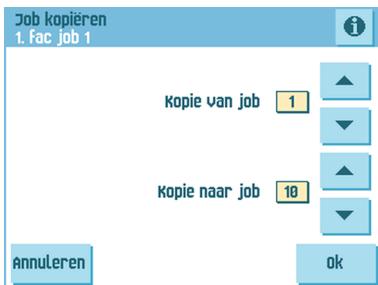 Job kopiëren
1. Fac job 1
Kopie van job 1
Kopie naar job 10
Annuleren
Ok